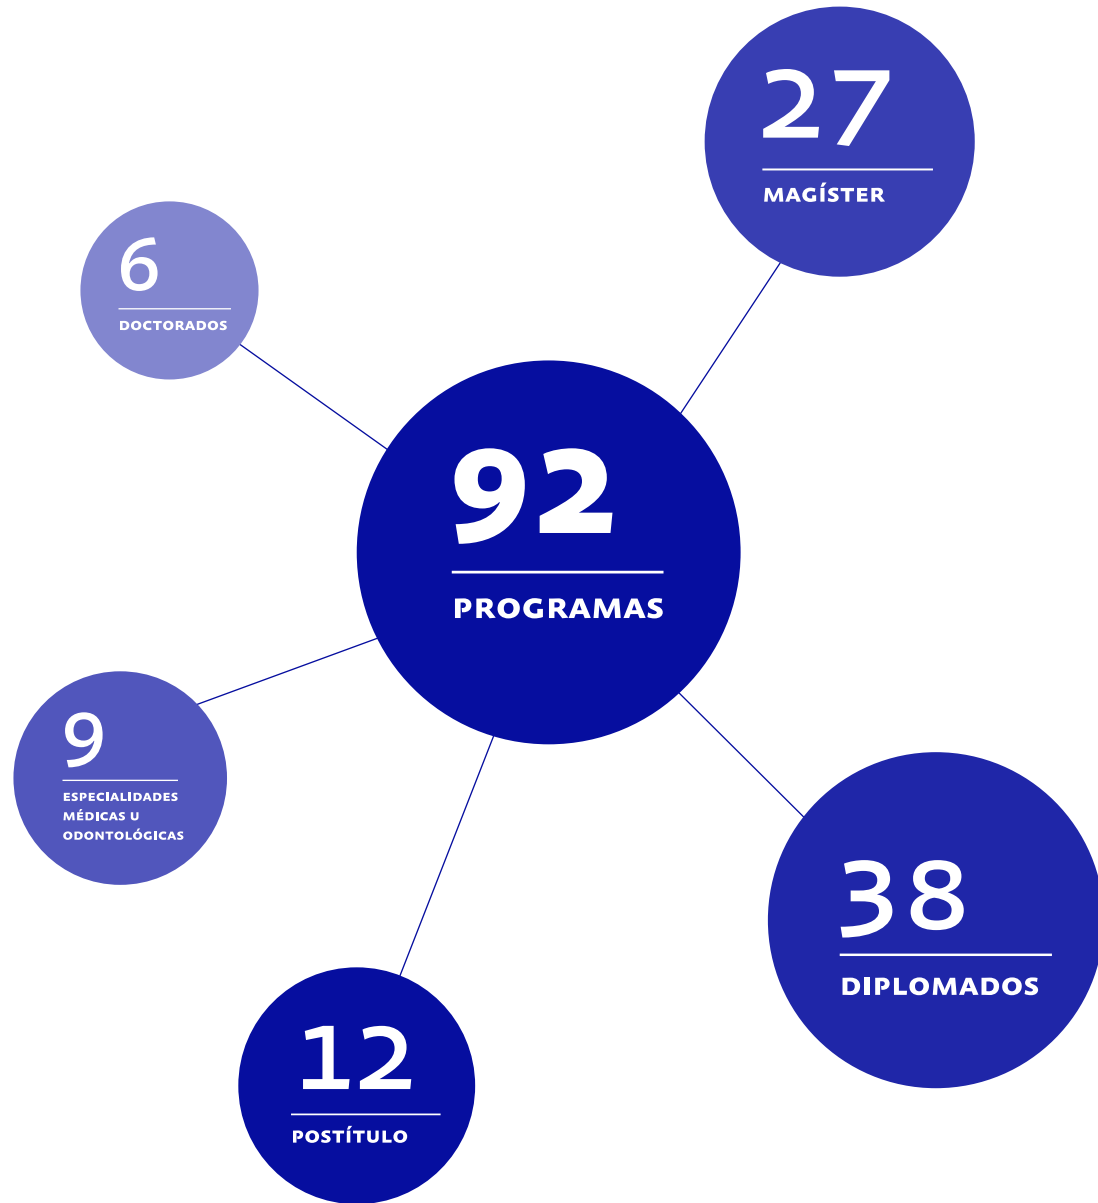 27
MAGÍSTER
6
DOCTORADOS
92
PROGRAMAS
9
ESPECIALIDADES
MÉDICAS U
ODONTOLÓGICAS
38
DIPLOMADOS
12
POSTÍTULO